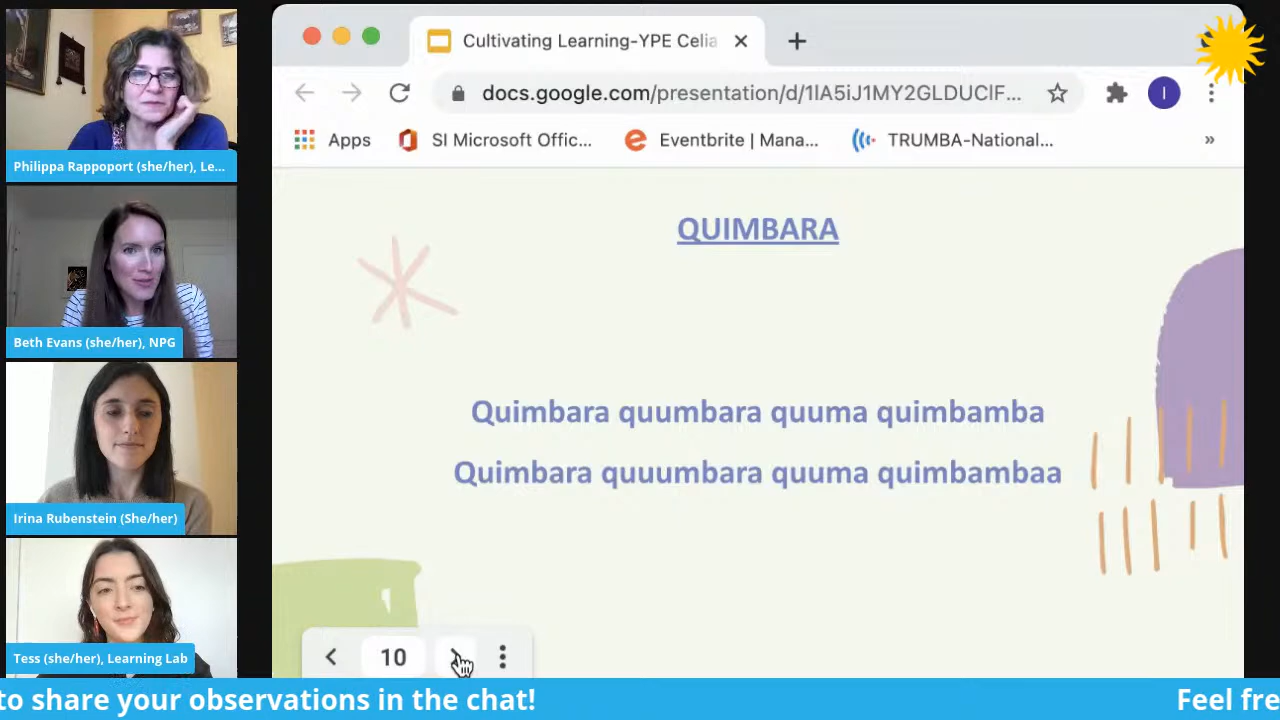 Philippa Rappoport (she/her), Le...
Beth Evans (she/her), NPG
Irina Rubenstein (She/her)
Tess (she/her), Learning Lab
Cultivating Learning-YPE Celia
docs.google.com/presentation/d/1IA5iJ1MY2GLDUCIF...
I
Apps
SI Microsoft Offic...
Eventbrite | Mana...
TRUMBA-National...
»
QUIMBARA
Quimbara quumbara quuma quimbamba
Quimbara quuumbara quuma quimbambaa
10
to share your observations in the chat!
Feel fre